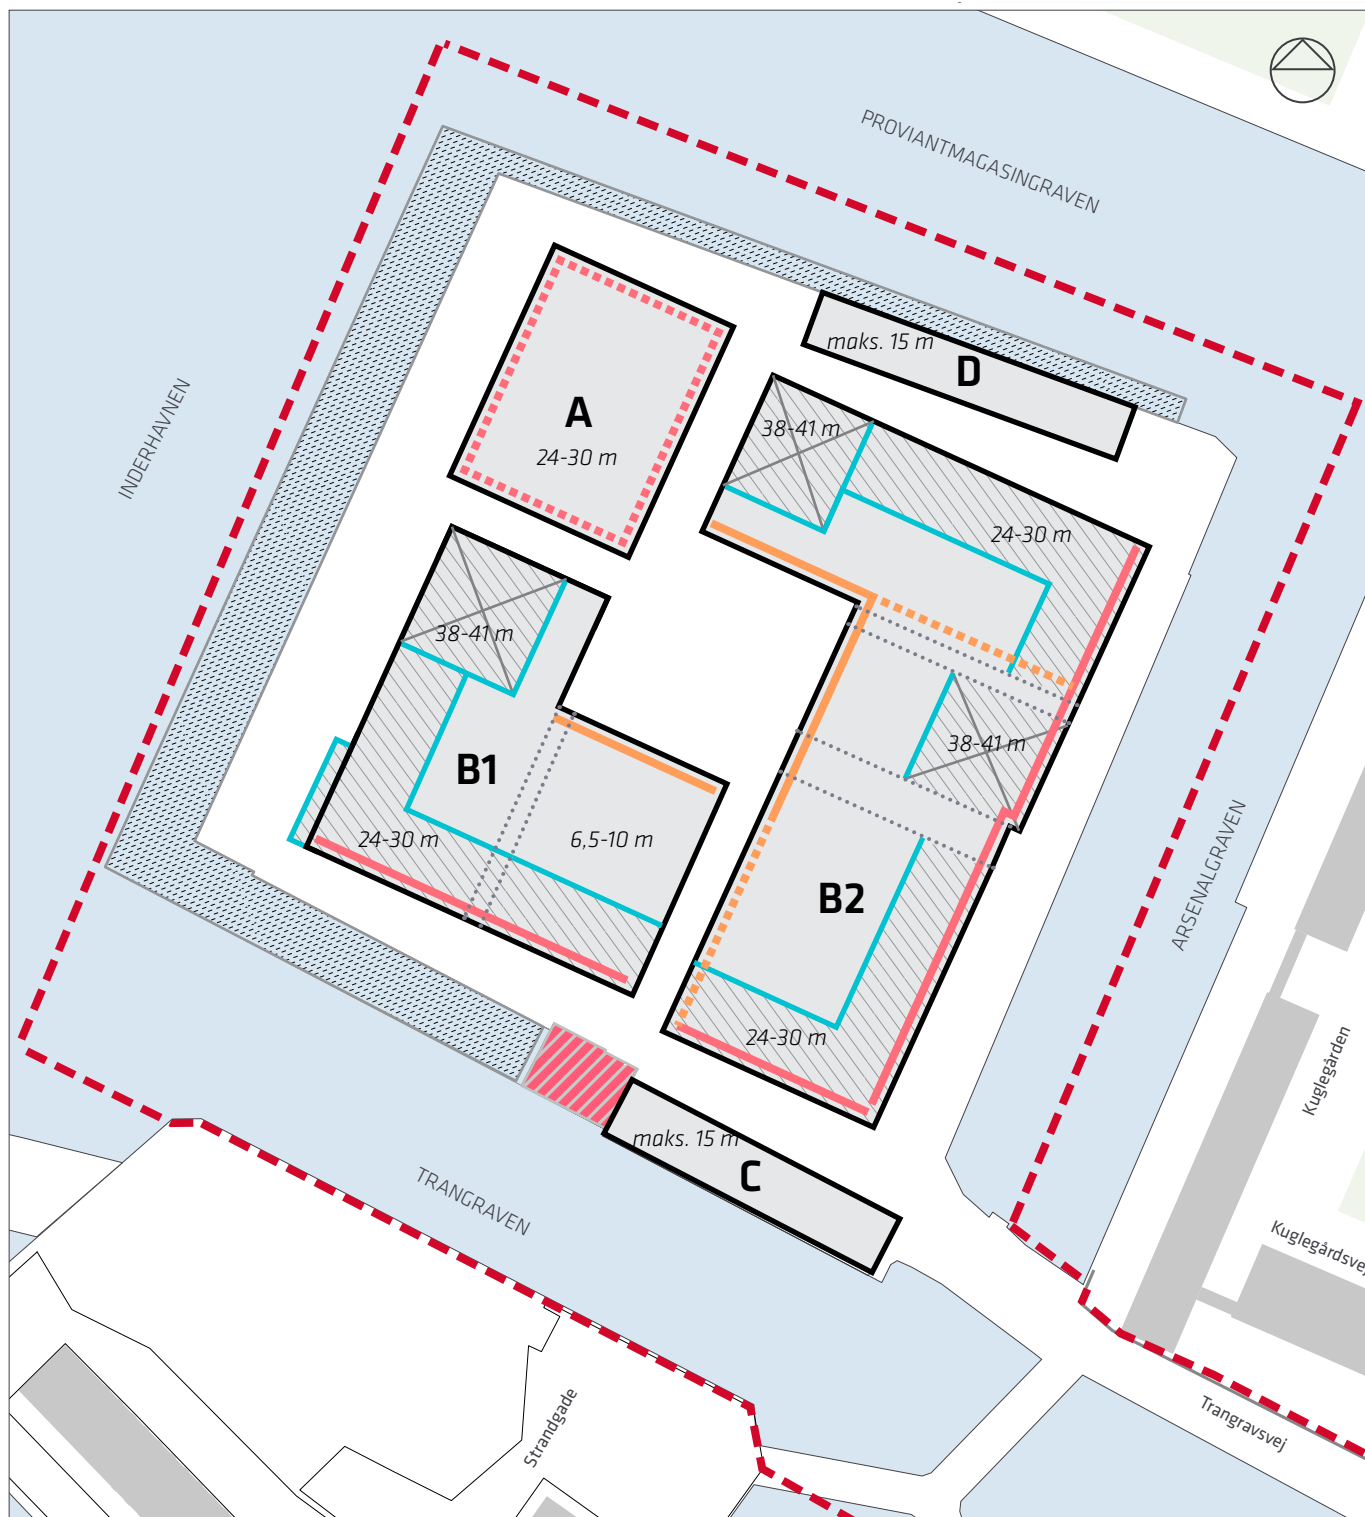 PROVIANTMAGASINGRAVEN
INDERHAVNEN
maks. 15 m
D
A
24-30 m
38-41 m
24-30 m
38-41 m
38-41 m
B1
24-30 m
6,5-10 m
B2
ARSENALGRAVEN
24-30 m
Kuglegården
maks. 15 m
C
TRANGRAVEN
Kuglegårdsvej
Strandgade
Trangravsvej